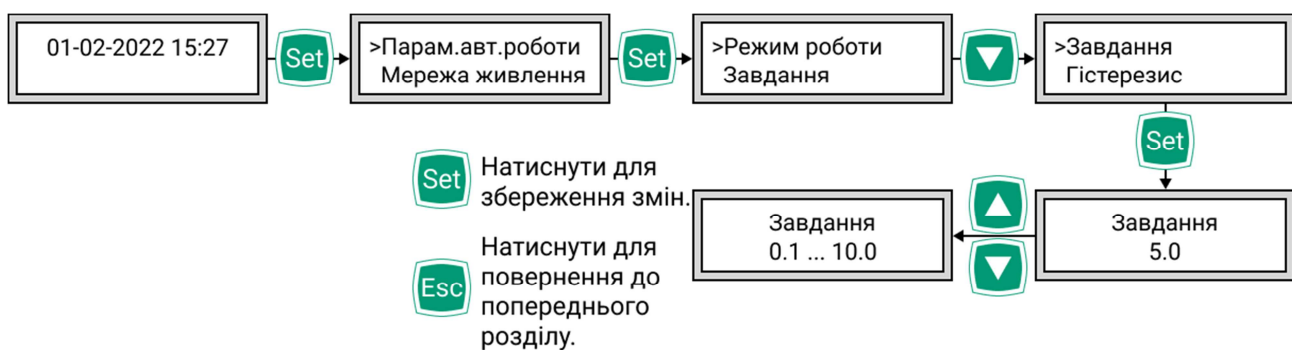 01-02-2022 15:27
Set
>Парам.авт.роботи
Мережа живлення
Set
>Режим роботи
Завдання
>Завдання
Гістерезис
Set
Завдання
5.0
Завдання
0.1 ... 10.0
Set
Натиснути для
збереження змін.
Esc
Натиснути для
повернення до
попереднього
розділу.